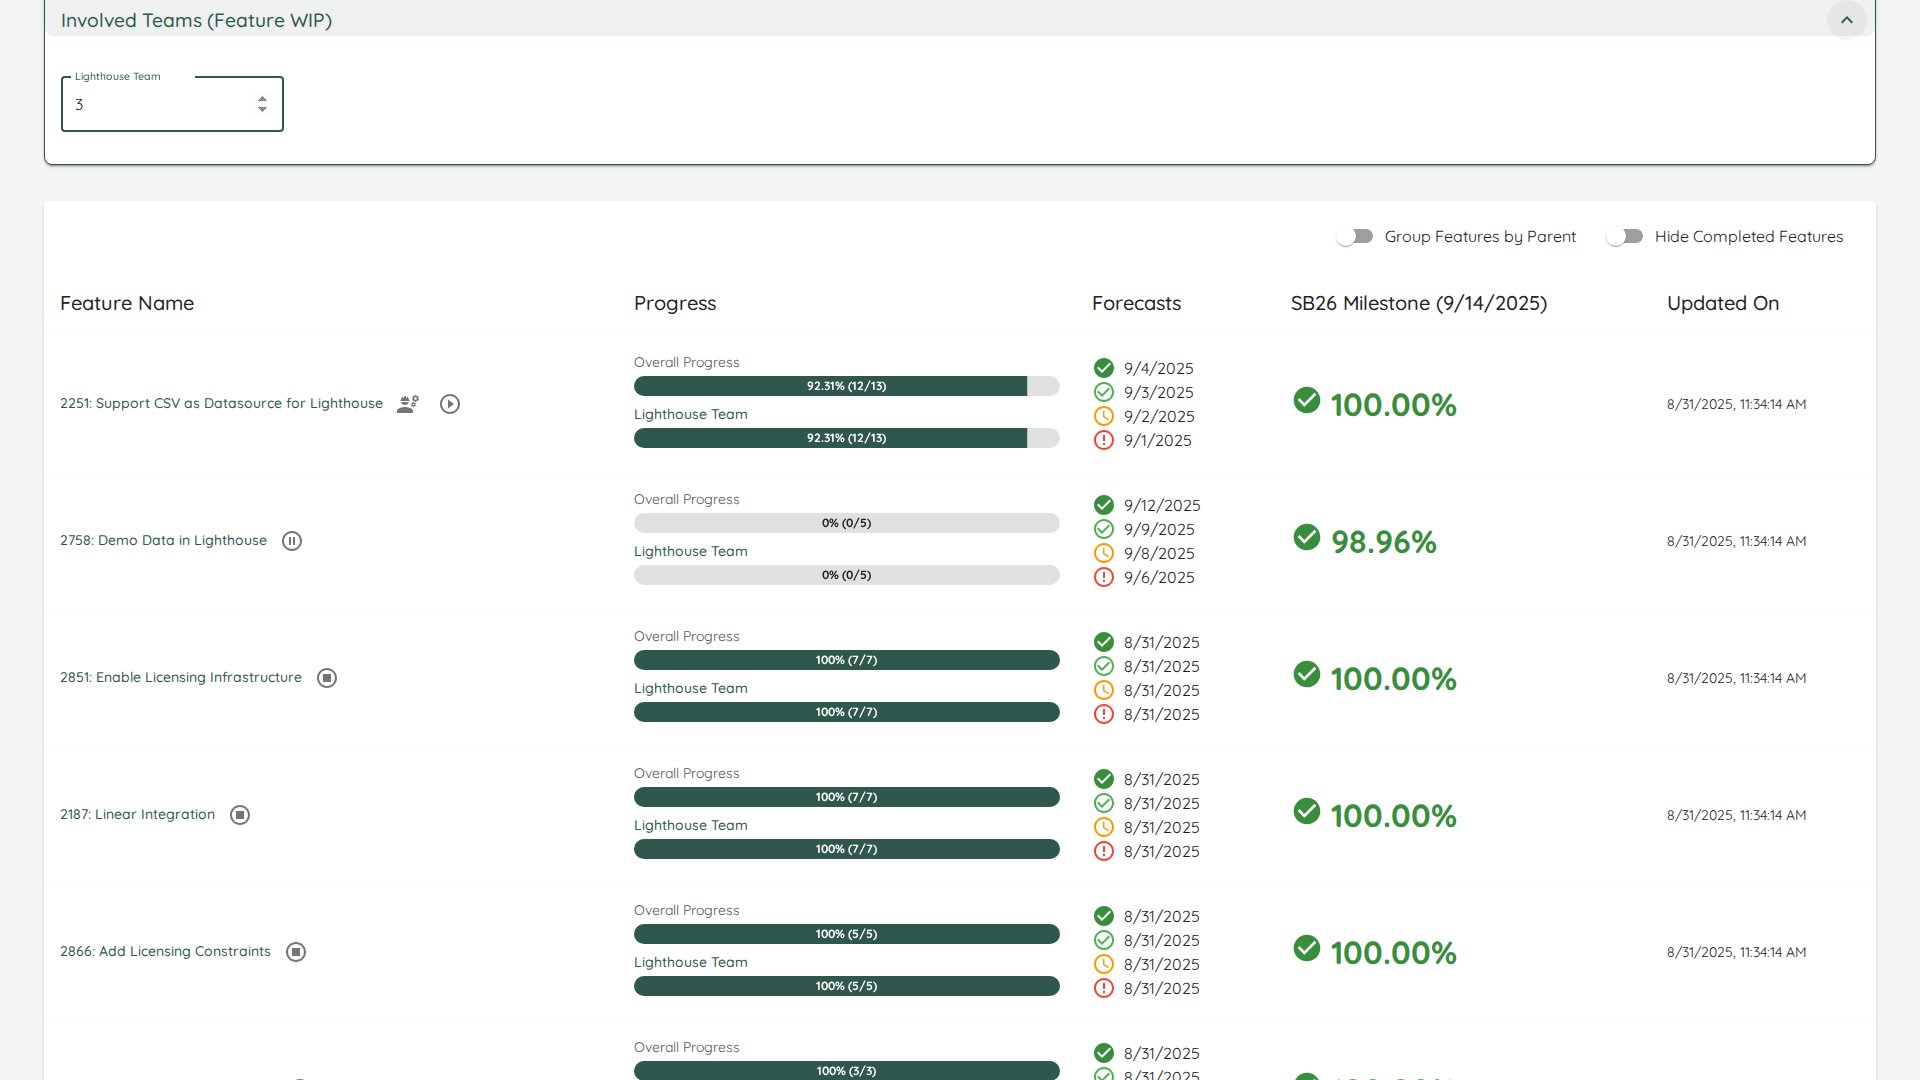 Involved Teams (Feature WIP)
Lighthouse Team
3
Group Features by Parent
Hide Completed Features
Feature Name
Progress
Forecasts
SB26 Milestone (9/14/2025)
Updated On
2251: Support CSV as Datasource for Lighthouse
Overall Progress
92.31% (12/13)
Lighthouse Team
92.31% (12/13)
9/4/2025
9/3/2025
9/2/2025
9/1/2025
100.00%
8/31/2025, 11:34:14 AM
2758: Demo Data in Lighthouse
Overall Progress
0% (0/5)
Lighthouse Team
0% (0/5)
9/12/2025
9/9/2025
9/8/2025
9/6/2025
98.96%
8/31/2025, 11:34:14 AM
2851: Enable Licensing Infrastructure
Overall Progress
100% (7/7)
Lighthouse Team
100% (7/7)
8/31/2025
8/31/2025
8/31/2025
8/31/2025
100.00%
8/31/2025, 11:34:14 AM
2187: Linear Integration
Overall Progress
100% (7/7)
Lighthouse Team
100% (7/7)
8/31/2025
8/31/2025
8/31/2025
8/31/2025
100.00%
8/31/2025, 11:34:14 AM
2866: Add Licensing Constraints
Overall Progress
100% (5/5)
Lighthouse Team
100% (5/5)
8/31/2025
8/31/2025
8/31/2025
8/31/2025
100.00%
8/31/2025, 11:34:14 AM
Overall Progress
100% (3/3)
8/31/2025
8/31/2025